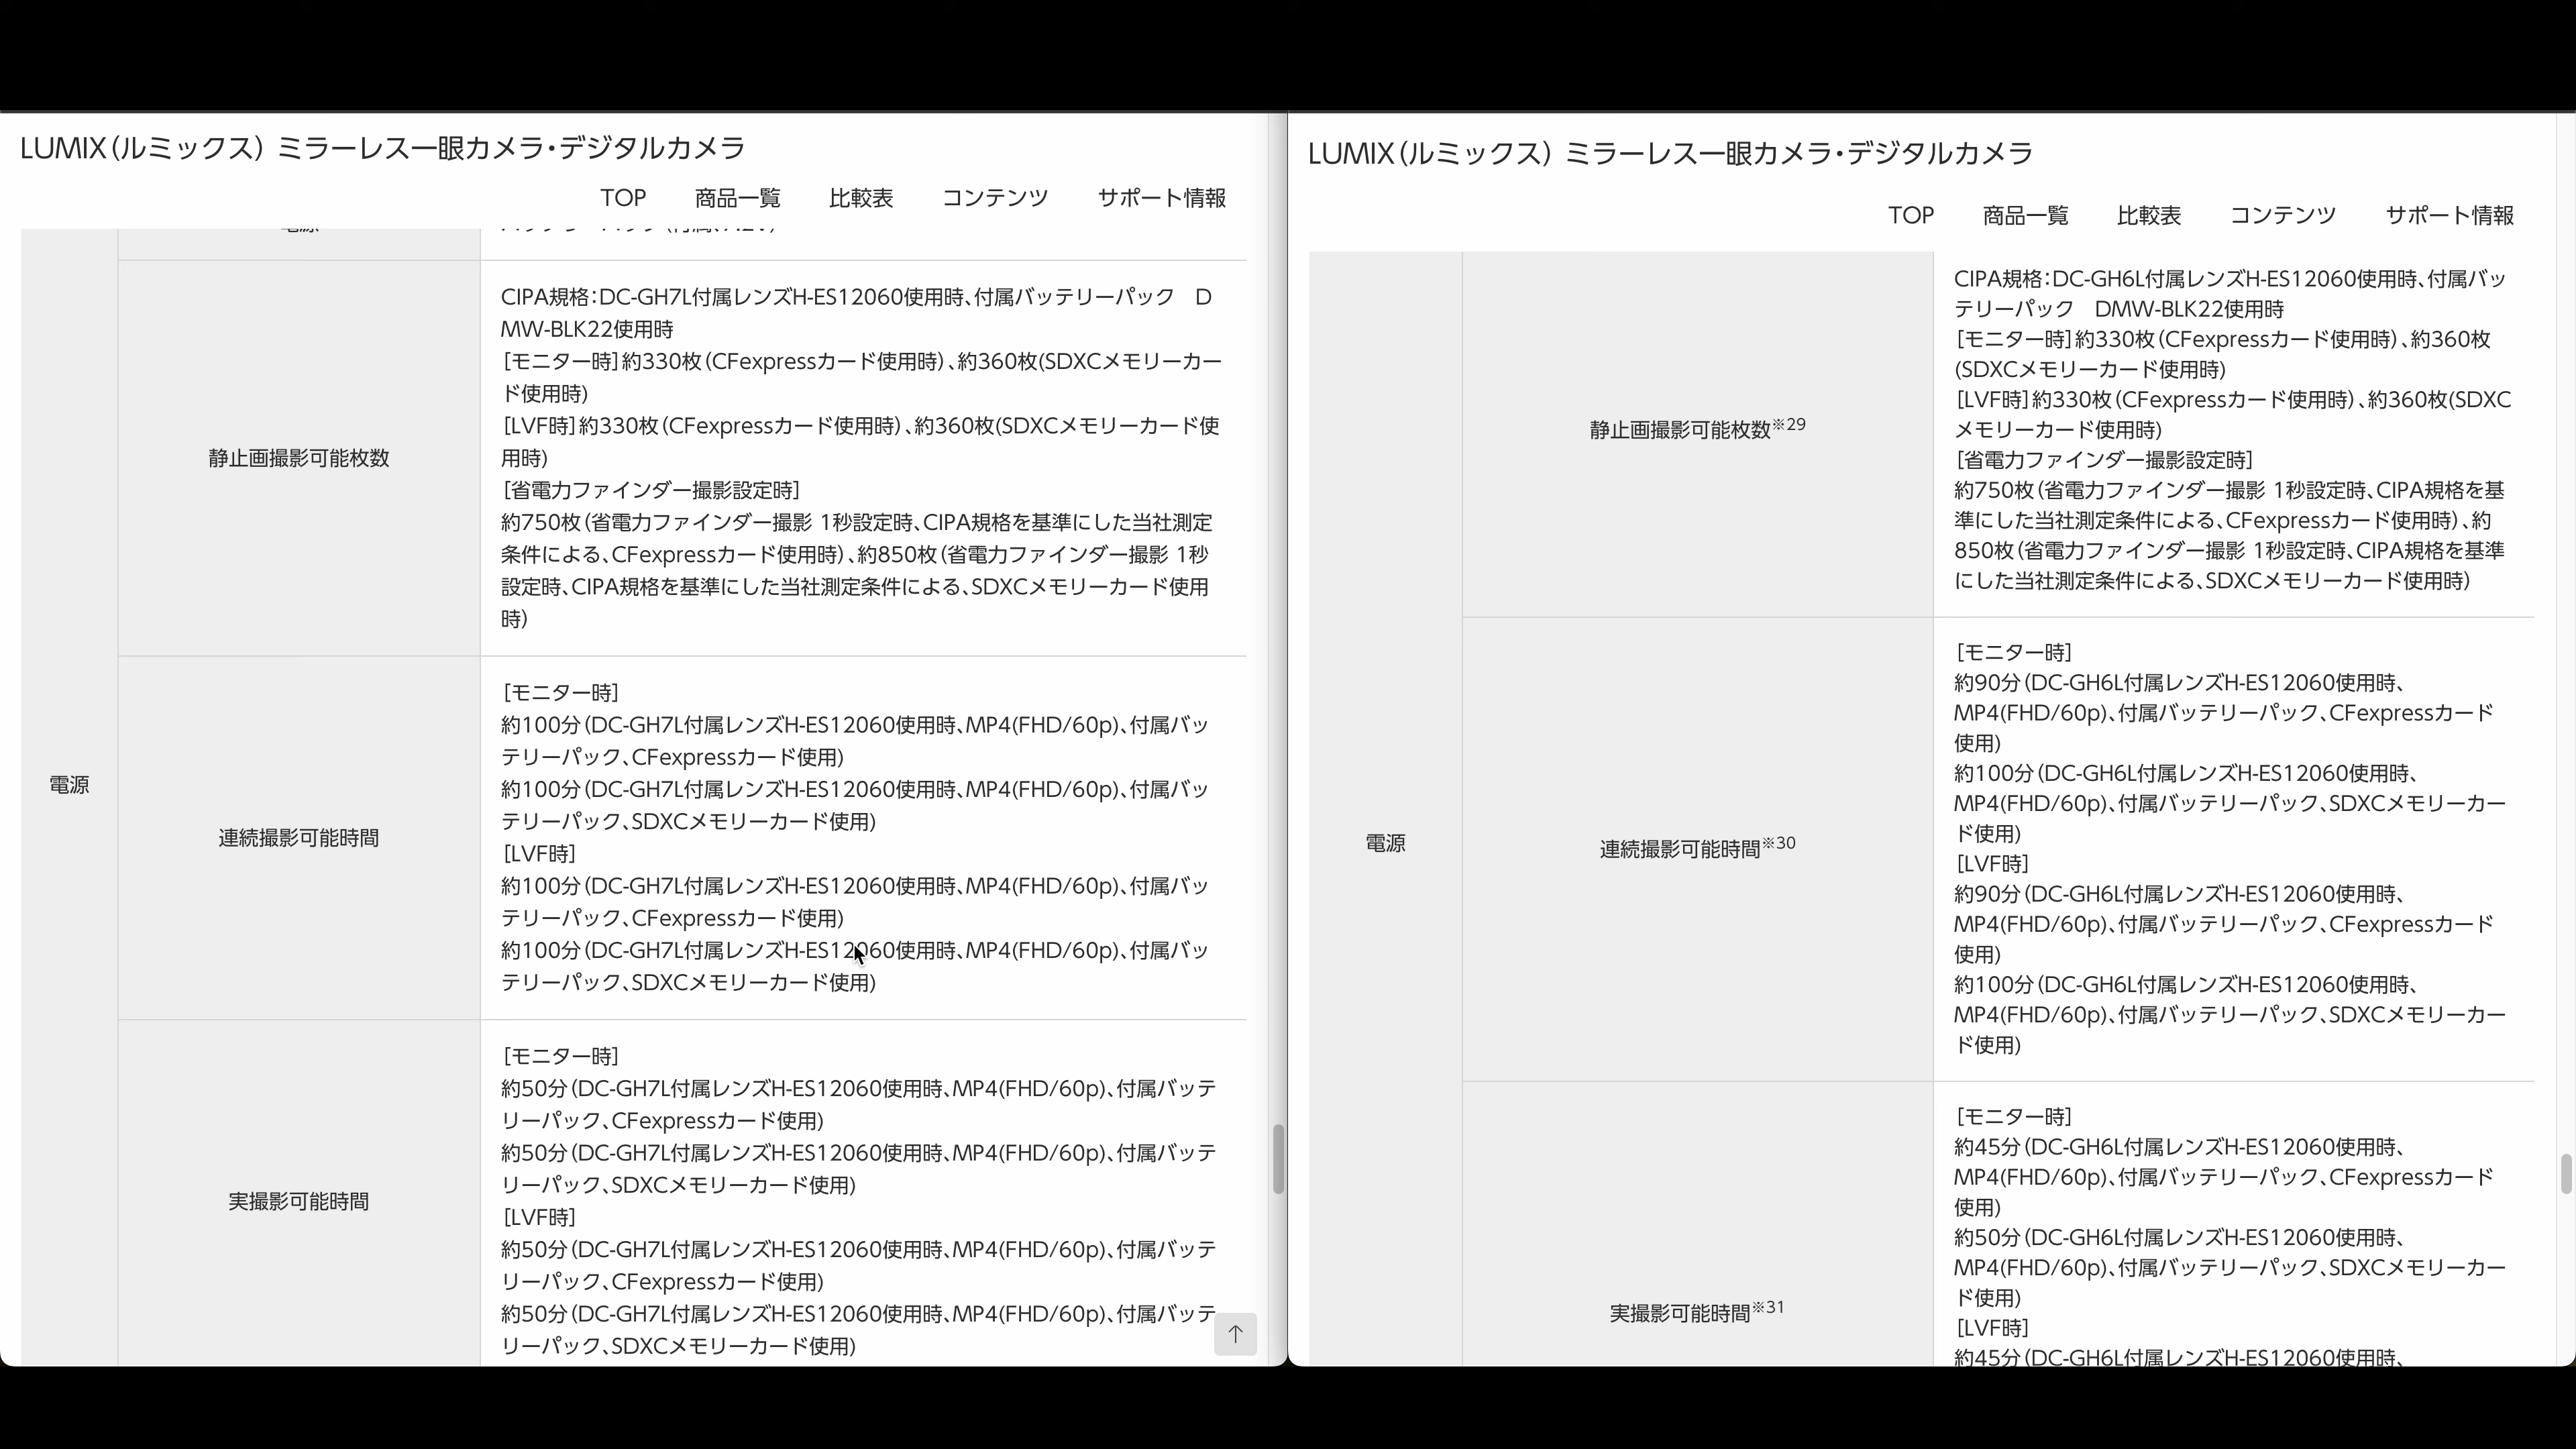 LUMIX(ルミックス) ミラーレス一眼カメラ・デジタルカメラ
TOP 商品一覧 比較表 コンテンツ サポート情報
電源
静止画撮影可能枚数
CIPA規格：DC-GH7L付属レンズH-ES12060使用時、付属バッテリーパック　D
MW-BLK22使用時
[モニター時]約330枚(CFexpressカード使用時)、約360枚(SDXCメモリーカー
ド使用時)
[LVF時]約330枚(CFexpressカード使用時)、約360枚(SDXCメモリーカード使
用時)
[省電力ファインダー撮影設定時]
約750枚(省電力ファインダー撮影 1秒設定時、CIPA規格を基準にした当社測定
条件による、CFexpressカード使用時)、約850枚(省電力ファインダー撮影 1秒
設定時、CIPA規格を基準にした当社測定条件による、SDXCメモリーカード使用
時)
連続撮影可能時間
[モニター時]
約100分(DC-GH7L付属レンズH-ES12060使用時、MP4(FHD/60p)、付属バッ
テリーパック、CFexpressカード使用)
約100分(DC-GH7L付属レンズH-ES12060使用時、MP4(FHD/60p)、付属バッ
テリーパック、SDXCメモリーカード使用)
[LVF時]
約100分(DC-GH7L付属レンズH-ES12060使用時、MP4(FHD/60p)、付属バッ
テリーパック、CFexpressカード使用)
約100分(DC-GH7L付属レンズH-ES12060使用時、MP4(FHD/60p)、付属バッ
テリーパック、SDXCメモリーカード使用)
実撮影可能時間
[モニター時]
約50分(DC-GH7L付属レンズH-ES12060使用時、MP4(FHD/60p)、付属バッテ
リーパック、CFexpressカード使用)
約50分(DC-GH7L付属レンズH-ES12060使用時、MP4(FHD/60p)、付属バッテ
リーパック、SDXCメモリーカード使用)
[LVF時]
約50分(DC-GH7L付属レンズH-ES12060使用時、MP4(FHD/60p)、付属バッテ
リーパック、CFexpressカード使用)
約50分(DC-GH7L付属レンズH-ES12060使用時、MP4(FHD/60p)、付属バッテ
リーパック、SDXCメモリーカード使用)
LUMIX(ルミックス) ミラーレス一眼カメラ・デジタルカメラ
TOP 商品一覧 比較表 コンテンツ サポート情報
電源
静止画撮影可能枚数※29
CIPA規格：DC-GH6L付属レンズH-ES12060使用時、付属バッ
テリーパック　DMW-BLK22使用時
[モニター時]約330枚(CFexpressカード使用時)、約360枚
(SDXCメモリーカード使用時)
[LVF時]約330枚(CFexpressカード使用時)、約360枚(SDXC
メモリーカード使用時)
[省電力ファインダー撮影設定時]
約750枚(省電力ファインダー撮影 1秒設定時、CIPA規格を基
準にした当社測定条件による、CFexpressカード使用時)、約
850枚(省電力ファインダー撮影 1秒設定時、CIPA規格を基準
にした当社測定条件による、SDXCメモリーカード使用時)
連続撮影可能時間※30
[モニター時]
約90分(DC-GH6L付属レンズH-ES12060使用時、
MP4(FHD/60p)、付属バッテリーパック、CFexpressカード
使用)
約100分(DC-GH6L付属レンズH-ES12060使用時、
MP4(FHD/60p)、付属バッテリーパック、SDXCメモリーカー
ド使用)
[LVF時]
約90分(DC-GH6L付属レンズH-ES12060使用時、
MP4(FHD/60p)、付属バッテリーパック、CFexpressカード
使用)
約100分(DC-GH6L付属レンズH-ES12060使用時、
MP4(FHD/60p)、付属バッテリーパック、SDXCメモリーカー
ド使用)
実撮影可能時間※31
[モニター時]
約45分(DC-GH6L付属レンズH-ES12060使用時、
MP4(FHD/60p)、付属バッテリーパック、CFexpressカード
使用)
約50分(DC-GH6L付属レンズH-ES12060使用時、
MP4(FHD/60p)、付属バッテリーパック、SDXCメモリーカー
ド使用)
[LVF時]
約45分(DC-GH6L付属レンズH-ES12060使用時、